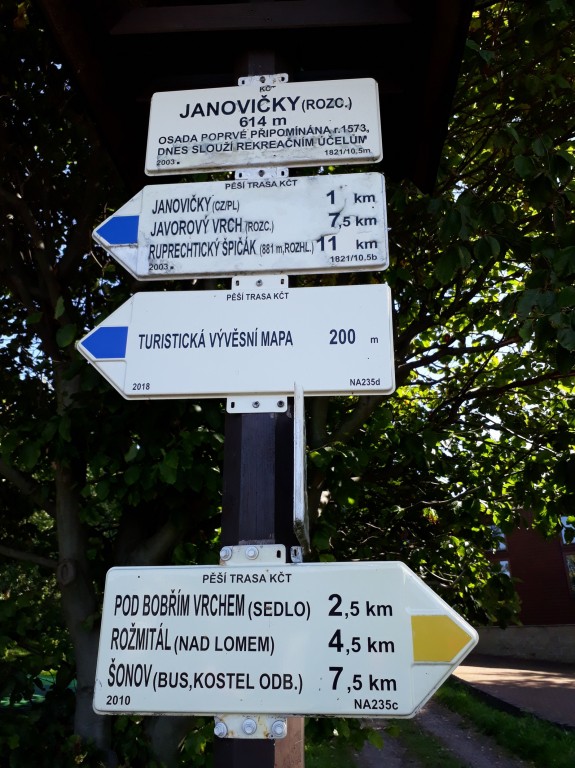 KČT
JANOVIČKY (ROZC.)
614 m
OSADA POPRVÉ PŘIPOMÍNÁNA r.1573,
DNES SLOUŽÍ REKREAČNÍM ÚČELŮM
2003. 1821/10,5m
PĚŠÍ TRASA KČT
JANOVIČKY (CZ/PL) 1 km
JAVOROVÝ VRCH (ROZC.) 7,5 km
RUPRECHTICKÝ ŠPIČÁK (881 m,ROZHL.) 11 km
2003. 1821/10,5b
PĚŠÍ TRASA KČT
TURISTICKÁ VÝVĚSNÍ MAPA 200 m
2018 NA235d
PĚŠÍ TRASA KČT
POD BOBŘÍM VRCHEM (SEDLO) 2,5 km
ROŽMITÁL (NAD LOMEM) 4,5 km
ŠONOV (BUS,KOSTEL ODB.) 7,5 km
2010 NA235c